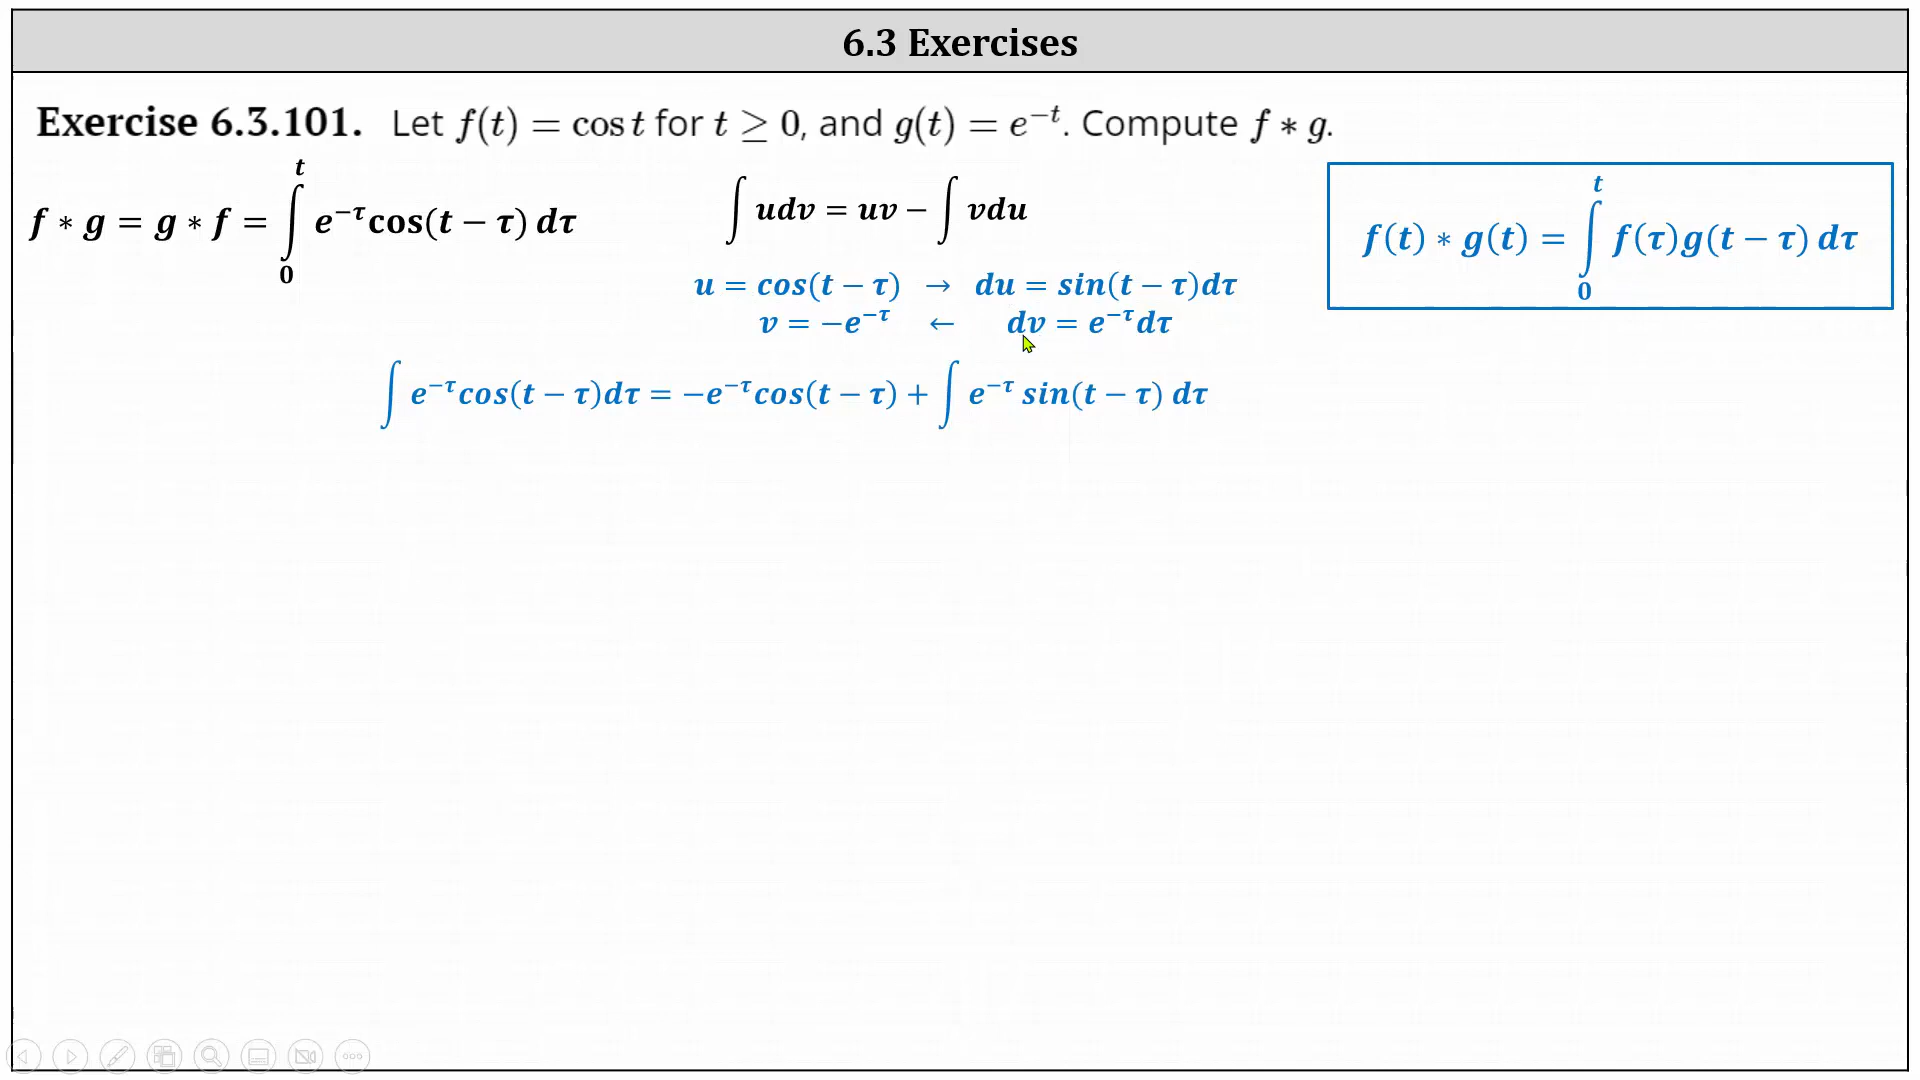 6.3 Exercises
Exercise 6.3.101. Let f(t) = cos t for t ≥ 0, and g(t) = e^{−t}. Compute f ∗ g.
f ∗ g = g ∗ f = ∫_0^t e^{−τ}cos(t − τ) dτ
∫ udv = uv − ∫ vdu
f(t) ∗ g(t) = ∫_0^t f(τ)g(t − τ) dτ
u = cos(t − τ) → du = sin(t − τ)dτ
v = −e^{−τ} ← dv = e^{−τ}dτ
∫ e^{−τ}cos(t − τ)dτ = −e^{−τ}cos(t − τ) + ∫ e^{−τ} sin(t − τ) dτ